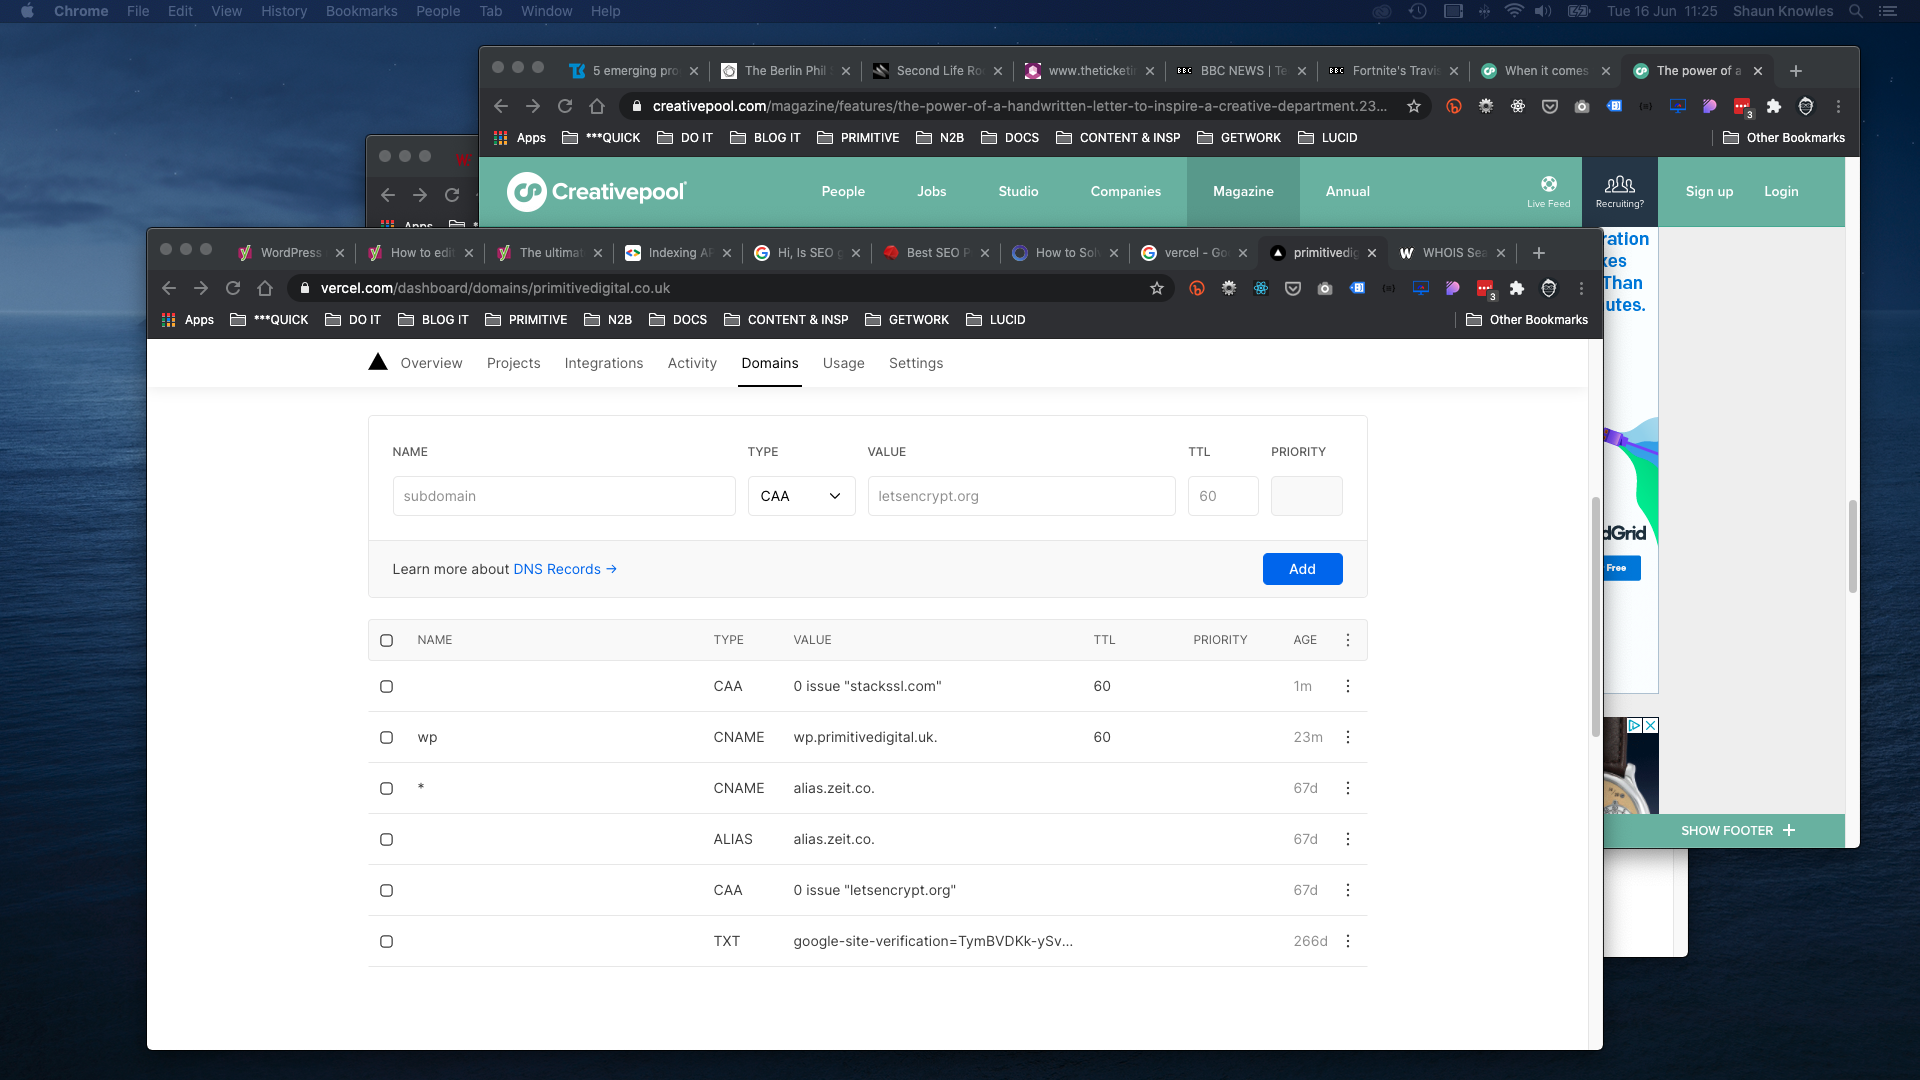 Chrome File Edit View History Bookmarks People Tab Window Help Tue 16 Jun 11:25 Shaun Knowles
5 emerging pro The Berlin Phil Second Life Ro www.theticketi BBC NEWS | Te Fortnite's Travis When it comes The power of a
creativepool.com/magazine/features/the-power-of-a-handwritten-letter-to-inspire-a-creative-department.23...
Apps ***QUICK DO IT BLOG IT PRIMITIVE N2B DOCS CONTENT & INSP GETWORK LUCID Other Bookmarks
Creativepool People Jobs Studio Companies Magazine Annual Live Feed Recruiting? Sign up Login
Apps
WordPress How to edit The ultimat Indexing AP Hi, Is SEO g Best SEO P How to Solv vercel - Go primitivedig WHOIS Sea
vercel.com/dashboard/domains/primitivedigital.co.uk
3
Apps ***QUICK DO IT BLOG IT PRIMITIVE N2B DOCS CONTENT & INSP GETWORK LUCID Other Bookmarks
Overview Projects Integrations Activity Domains Usage Settings
NAME TYPE VALUE TTL PRIORITY
subdomain CAA letsencrypt.org 60
Learn more about DNS Records → Add
NAME TYPE VALUE TTL PRIORITY AGE
CAA 0 issue "stackssl.com" 60 1m
wp CNAME wp.primitivedigital.uk. 60 23m
* CNAME alias.zeit.co. 67d
ALIAS alias.zeit.co. 67d
CAA 0 issue "letsencrypt.org" 67d
TXT google-site-verification=TymBVDKk-ySv... 266d
ration
xes
Than
utes.
dGrid
Free
SHOW FOOTER +